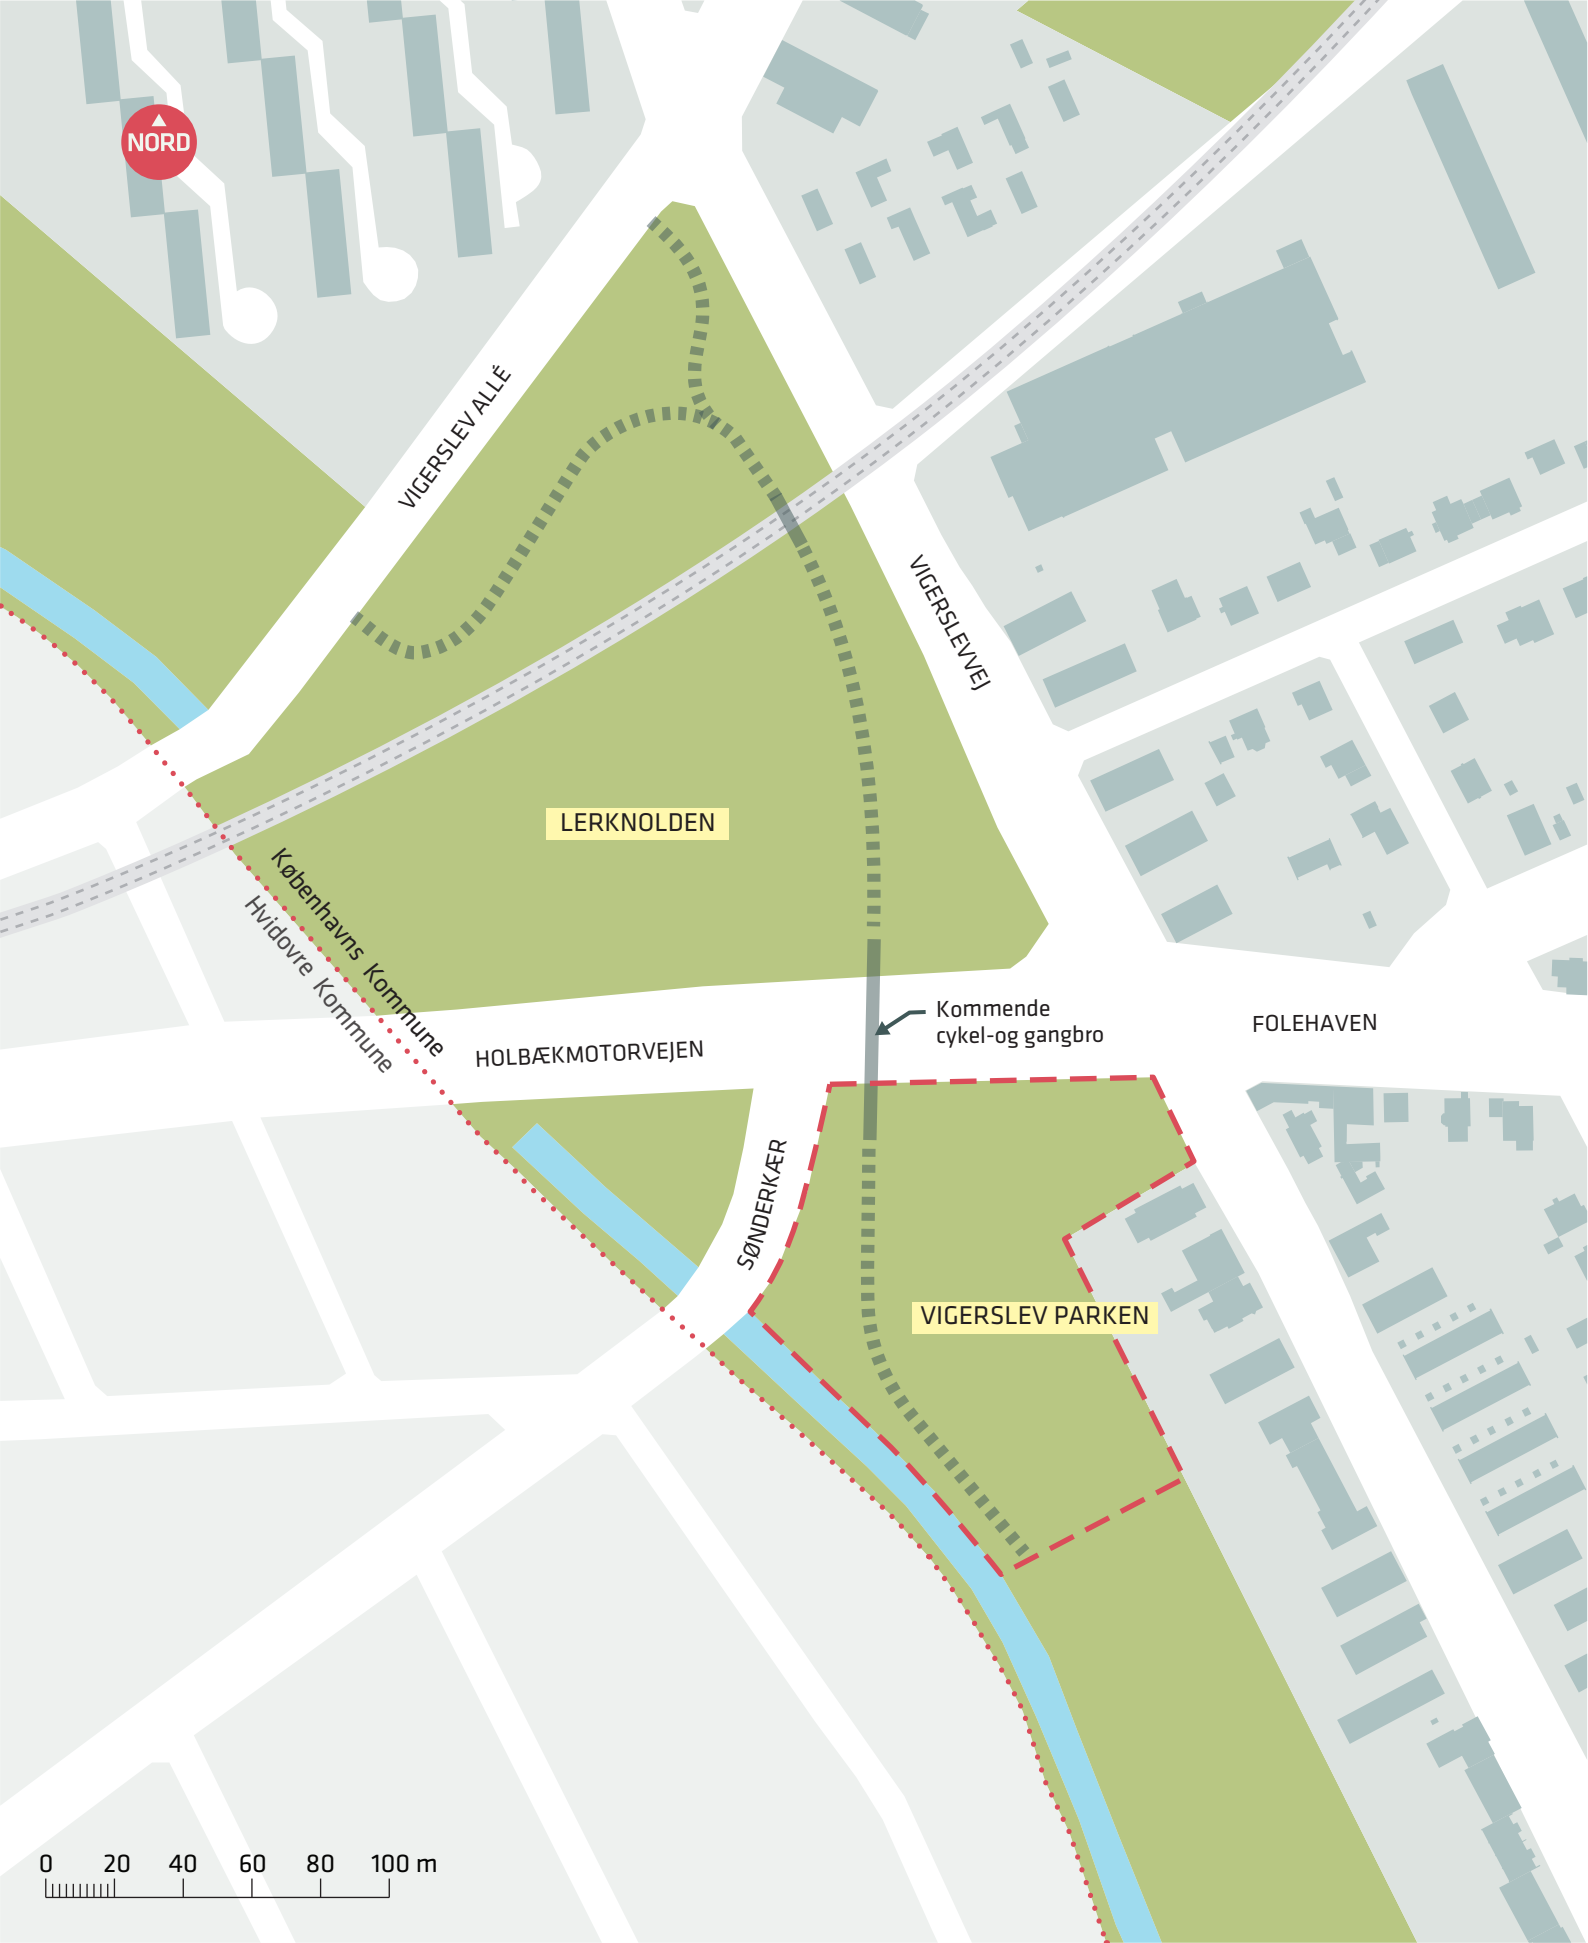 NORD
VIGERSLEV ALLÉ
VIGERSLEVVEJ
LERKNOLDEN
Københavns Kommune
Hvidovre Kommune
Kommende
cykel-og gangbro
FOLEHAVEN
HOLBÆKMOTORVEJEN
SØNDERKÆR
VIGERSLEV PARKEN
0 20 40 60 80 100 m